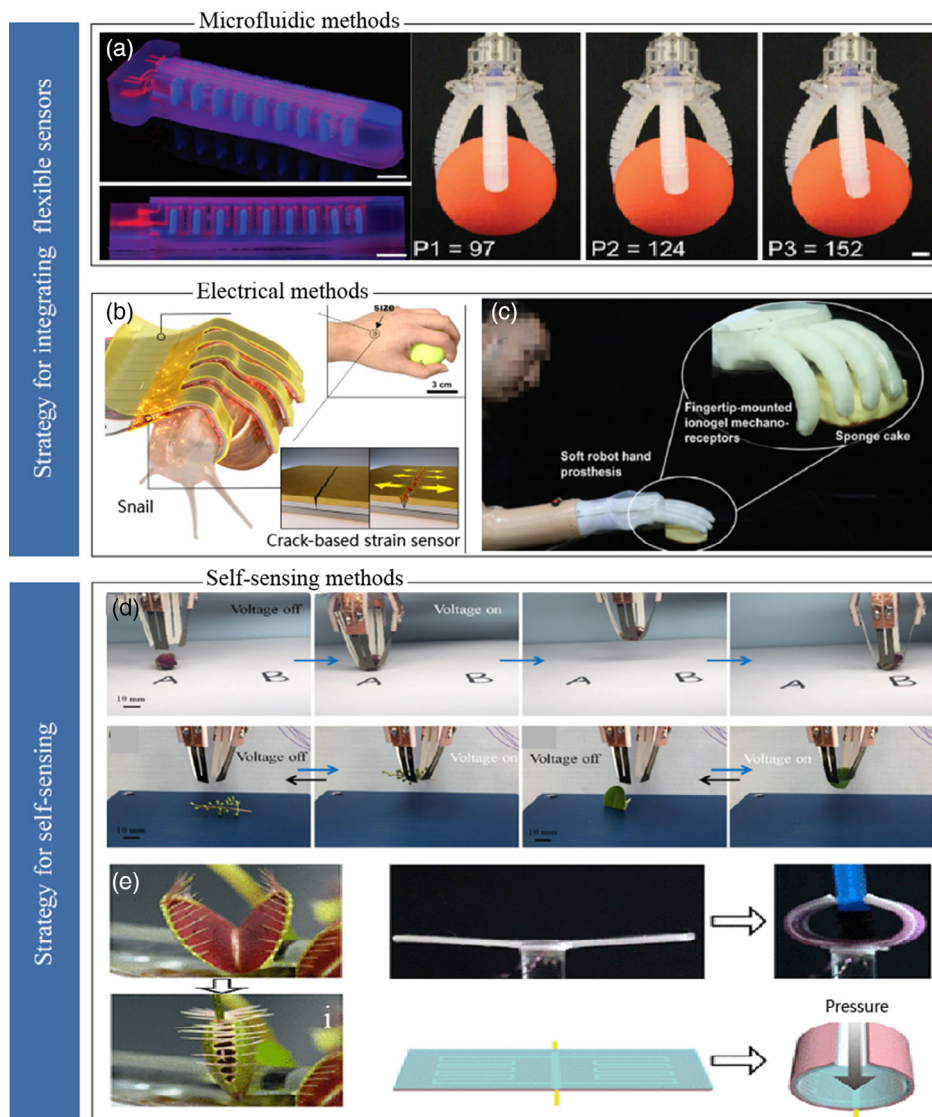 Microfluidic methods
Strategy for integrating flexible sensors
(a)
P1 = 97
P2 = 124
P3 = 152
Electrical methods
(b)
size
3 cm
Snail
Crack-based strain sensor
(c)
Fingertip-mounted
ionogel mechano-
receptors
Sponge cake
Soft robot hand
prosthesis
Self-sensing methods
Strategy for self-sensing
(d)
Voltage off
A
B
10 mm
Voltage on
A
B
A
B
A
B
Voltage off
10 mm
Voltage on
Voltage off
10 mm
Voltage on
(e)
i
Pressure